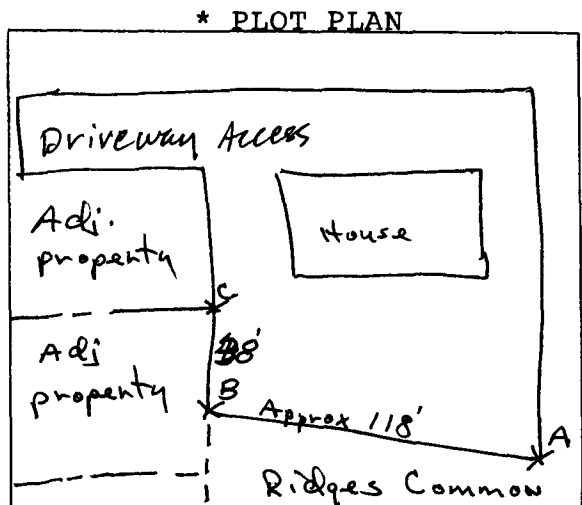 * PLOT PLAN
Driveway Access
Adj.
property
House
C
Adj
property
B
Approx 118'
A
Ridges Common